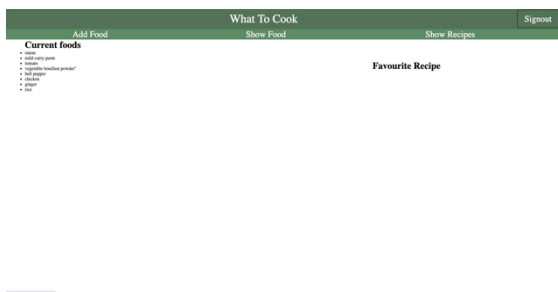 What To Cook
Signout
Add Food
Show Food
Show Recipes
Current foods
onion
mild curry paste
tomato
vegetable bouillon powder'
bell pepper
chicken
ginger
rice
Favourite Recipe